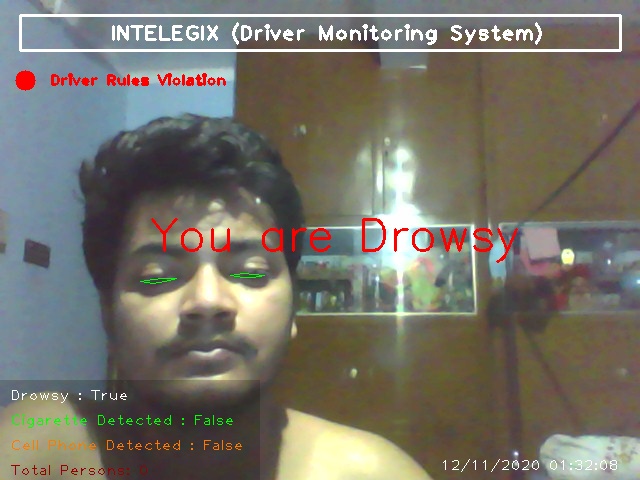 INTELEGIX (Driver Monitoring System)
Driver Rules Violation
You are Drowsy
Drowsy : True
Cigarette Detected : False
Cell Phone Detected : False
Total Persons:
12/11/2020 01:32:08